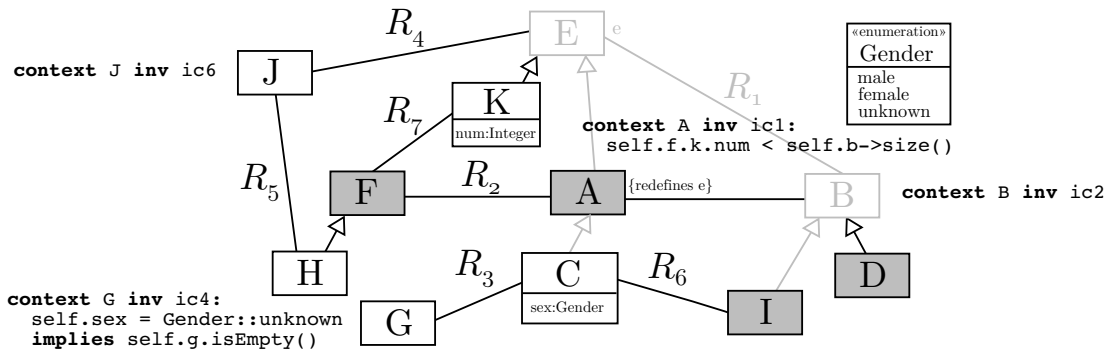 R4
E
e
«enumeration»
Gender
male
female
unknown
context J inv ic6
J
R1
K
num:Integer
R7
context A inv ic1:
self.f.k.num < self.b->size()
R5
F
R2
A
{redefines e}
B
context B inv ic2
H
R3
C
sex:Gender
R6
D
I
G
context G inv ic4:
self.sex = Gender::unknown
implies self.g.isEmpty()